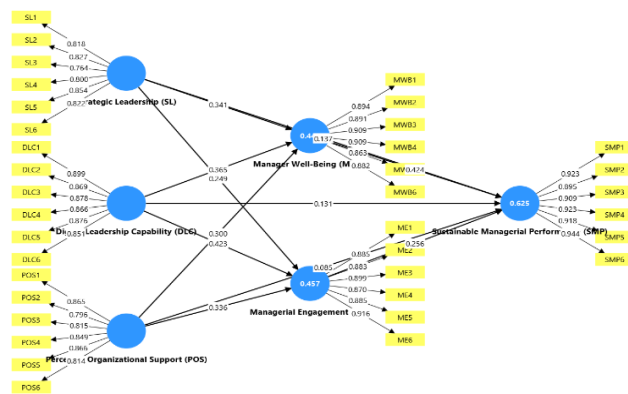 SL1
SL2
SL3
SL4
SL5
SL6
0.818
0.827
0.764
0.800
0.854
0.822
Strategic Leadership (SL)
DLC1
DLC2
DLC3
DLC4
DLC5
DLC6
0.899
0.869
0.878
0.866
0.876
0.851
Leadership Capability (DLC)
POS1
POS2
POS3
POS4
POS5
POS6
0.865
0.796
0.815
0.849
0.866
0.814
Organizational Support (POS)
0.341
0.365
0.249
0.300
0.423
0.336
0.137
0.131
0.085
0.424
0.256
Manager Well-Being
MWB1
MWB2
MWB3
MWB4
MWB6
0.894
0.891
0.909
0.909
0.863
0.882
0.457
Managerial Engagement
ME1
ME2
ME3
ME4
ME5
ME6
0.885
0.883
0.899
0.870
0.885
0.916
0.625
Sustainable Managerial (SMP)
SMP1
SMP2
SMP3
SMP4
SMP5
SMP6
0.923
0.895
0.909
0.923
0.918
0.944